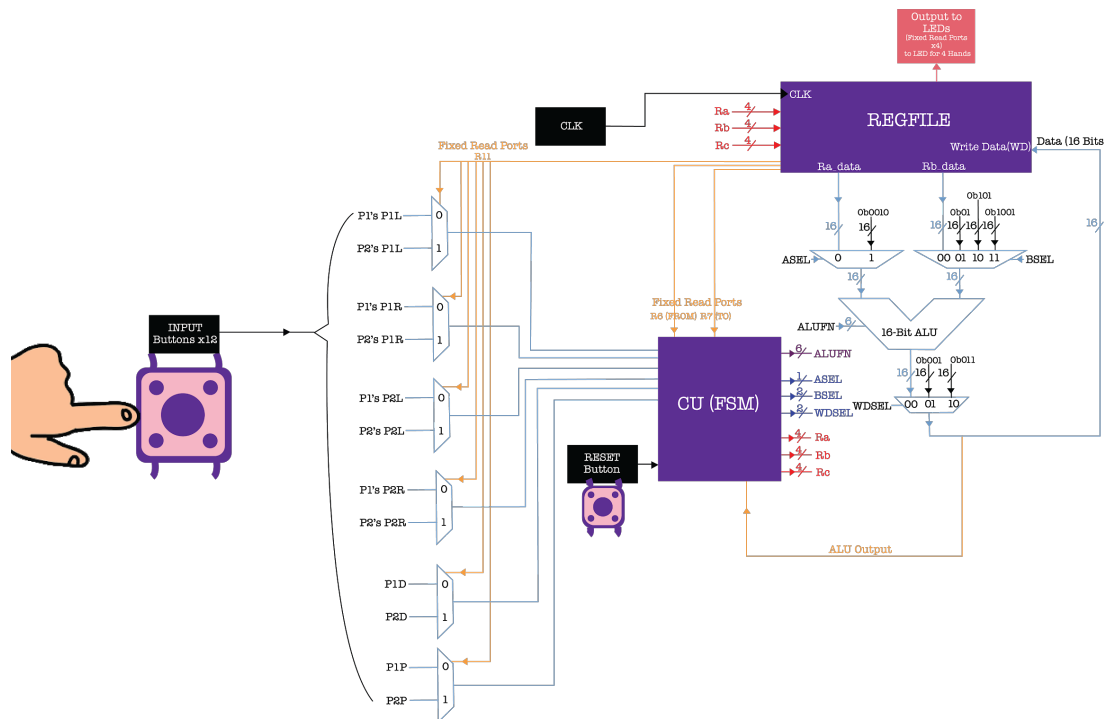 Output to
LEDs
(Fixed Read Ports
x4)
to LED for 4 Hands
CLK
CLK
REGFILE
Ra 4
Rb 4
Rc 4
Write Data(WD)
Data (16 Bits
Ra_data
Rb_data
Fixed Read Ports
R11
16
0b0010
16
16
0b01
16
0b101
16
0b1001
16
16
ASEL
0 1
00 01 10 11
BSEL
16
16
ALUFN
6
16-Bit ALU
16
0b001
16
0b011
16
WDSEL
00 01 10
P1's P1L
0
P2's P1L
1
P1's P1R
0
P2's P1R
1
P1's P2L
0
P2's P2L
1
P1's P2R
0
P2's P2R
1
P1D
0
P2D
1
P1P
0
P2P
1
INPUT
Buttons x12
Fixed Read Ports
R6 (FROM) R7 (TO)
CU (FSM)
6 ALUFN
1 ASEL
2 BSEL
2 WDSEL
4 Ra
4 Rb
4 Rc
RESET
Button
ALU Output